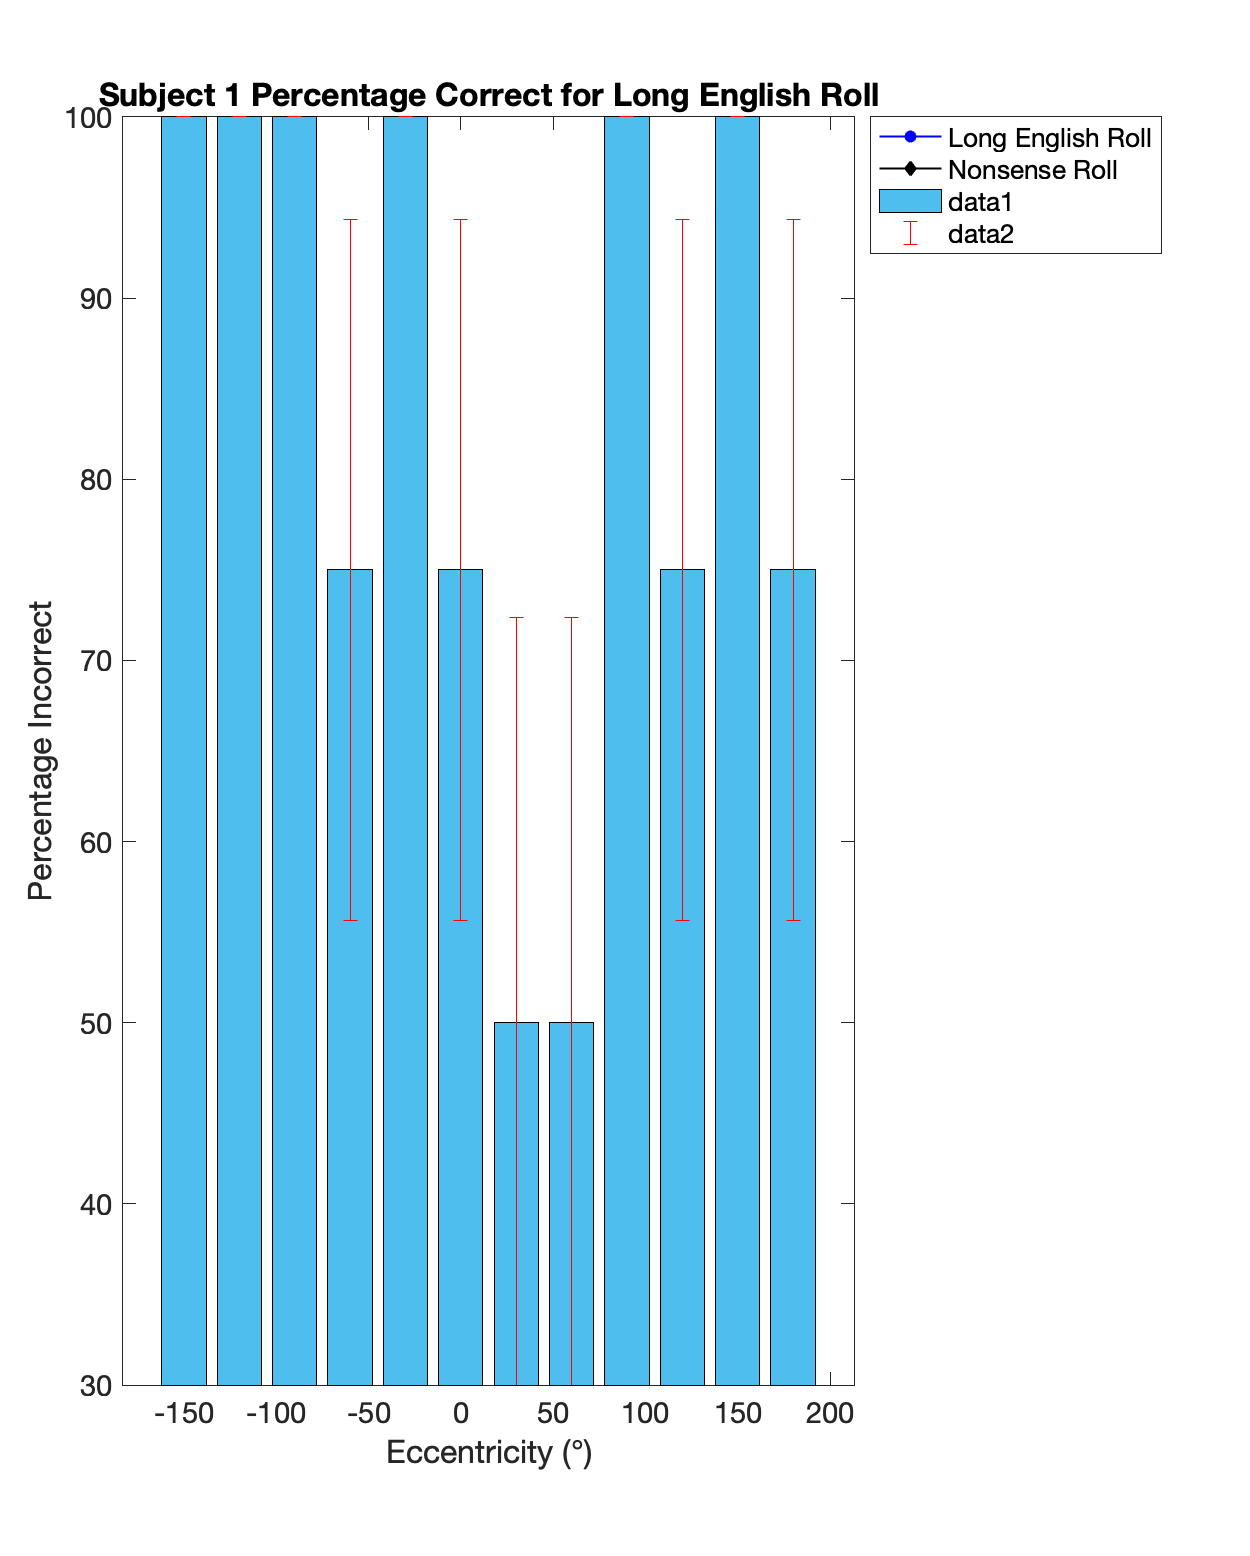 Subject 1 Percentage Correct for Long English Roll
100
90
80
70
60
50
40
30
Percentage Incorrect
-150 -100 -50 0 50 100 150 200
Eccentricity (°)
Long English Roll
Nonsense Roll
data1
data2